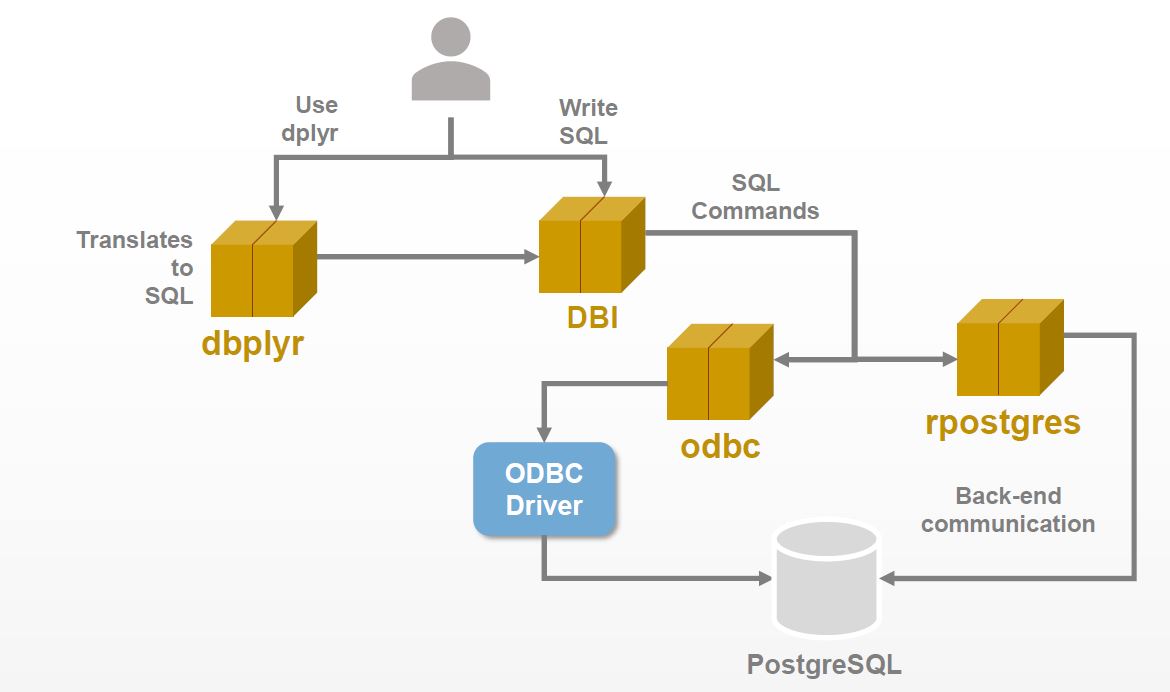 Use
dplyr
Write
SQL
SQL
Commands
Translates
to
SQL
dbplyr
DBI
odbc
rpostgres
ODBC
Driver
Back-end
communication
PostgreSQL